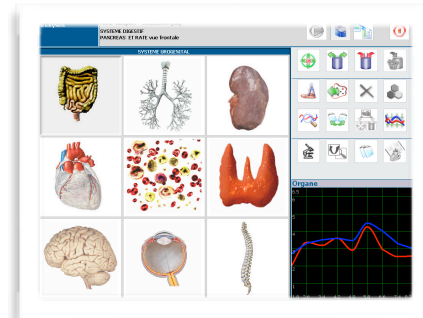 SYSTEME DIGESTIF
PANCREAS ET RATE vue frontale
SYSTEME UROGENITAL
Organe